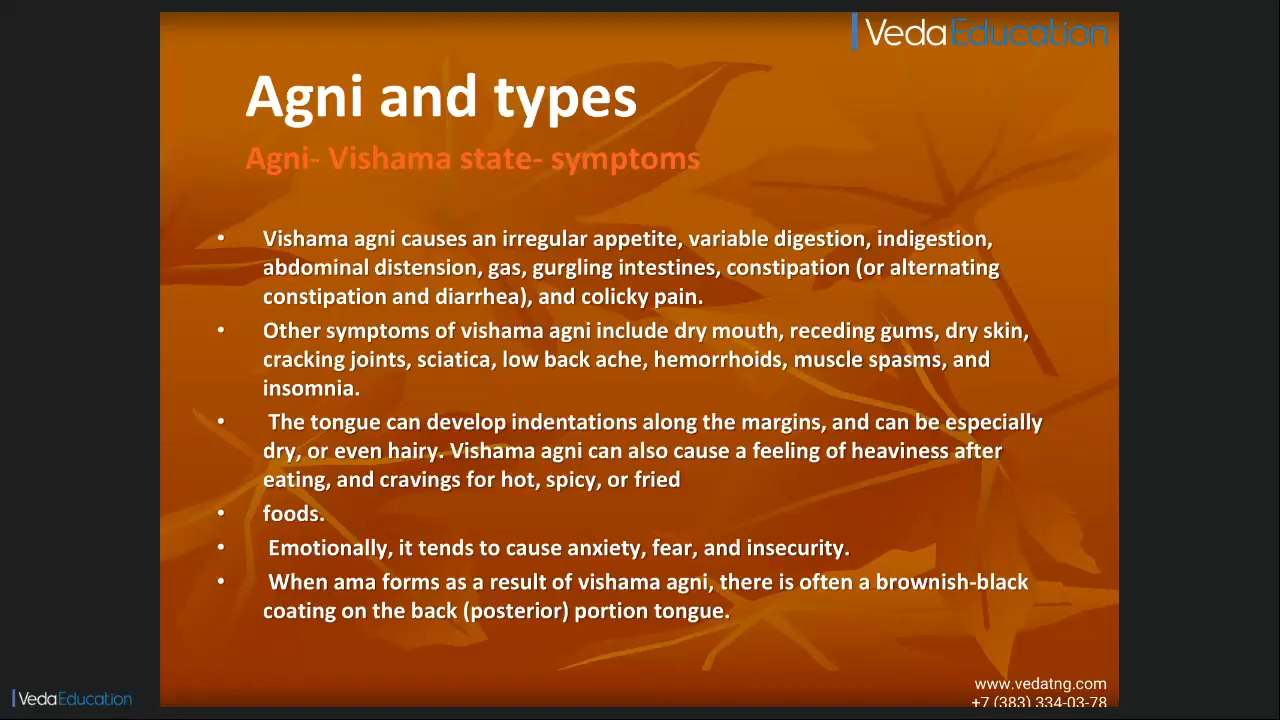 VedaEducation
Agni and types
Agni- Vishama state- symptoms
• Vishama agni causes an irregular appetite, variable digestion, indigestion,
abdominal distension, gas, gurgling intestines, constipation (or alternating
constipation and diarrhea), and colicky pain.
• Other symptoms of vishama agni include dry mouth, receding gums, dry skin,
cracking joints, sciatica, low back ache, hemorrhoids, muscle spasms, and
insomnia.
• The tongue can develop indentations along the margins, and can be especially
dry, or even hairy. Vishama agni can also cause a feeling of heaviness after
eating, and cravings for hot, spicy, or fried
• foods.
• Emotionally, it tends to cause anxiety, fear, and insecurity.
• When ama forms as a result of vishama agni, there is often a brownish-black
coating on the back (posterior) portion tongue.
www.vedatng.com
+7 (383) 334-03-78
VedaEducation